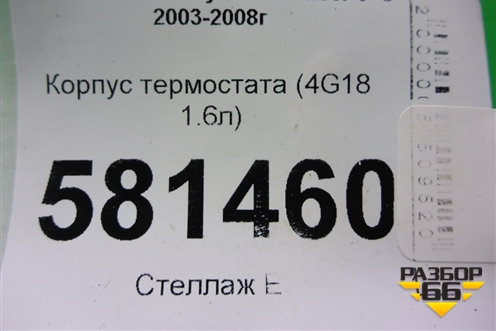 2003-2008г
Корпус термостата (4G18
1.6л)
581460
Стеллаж Е
РАЗБОР
66